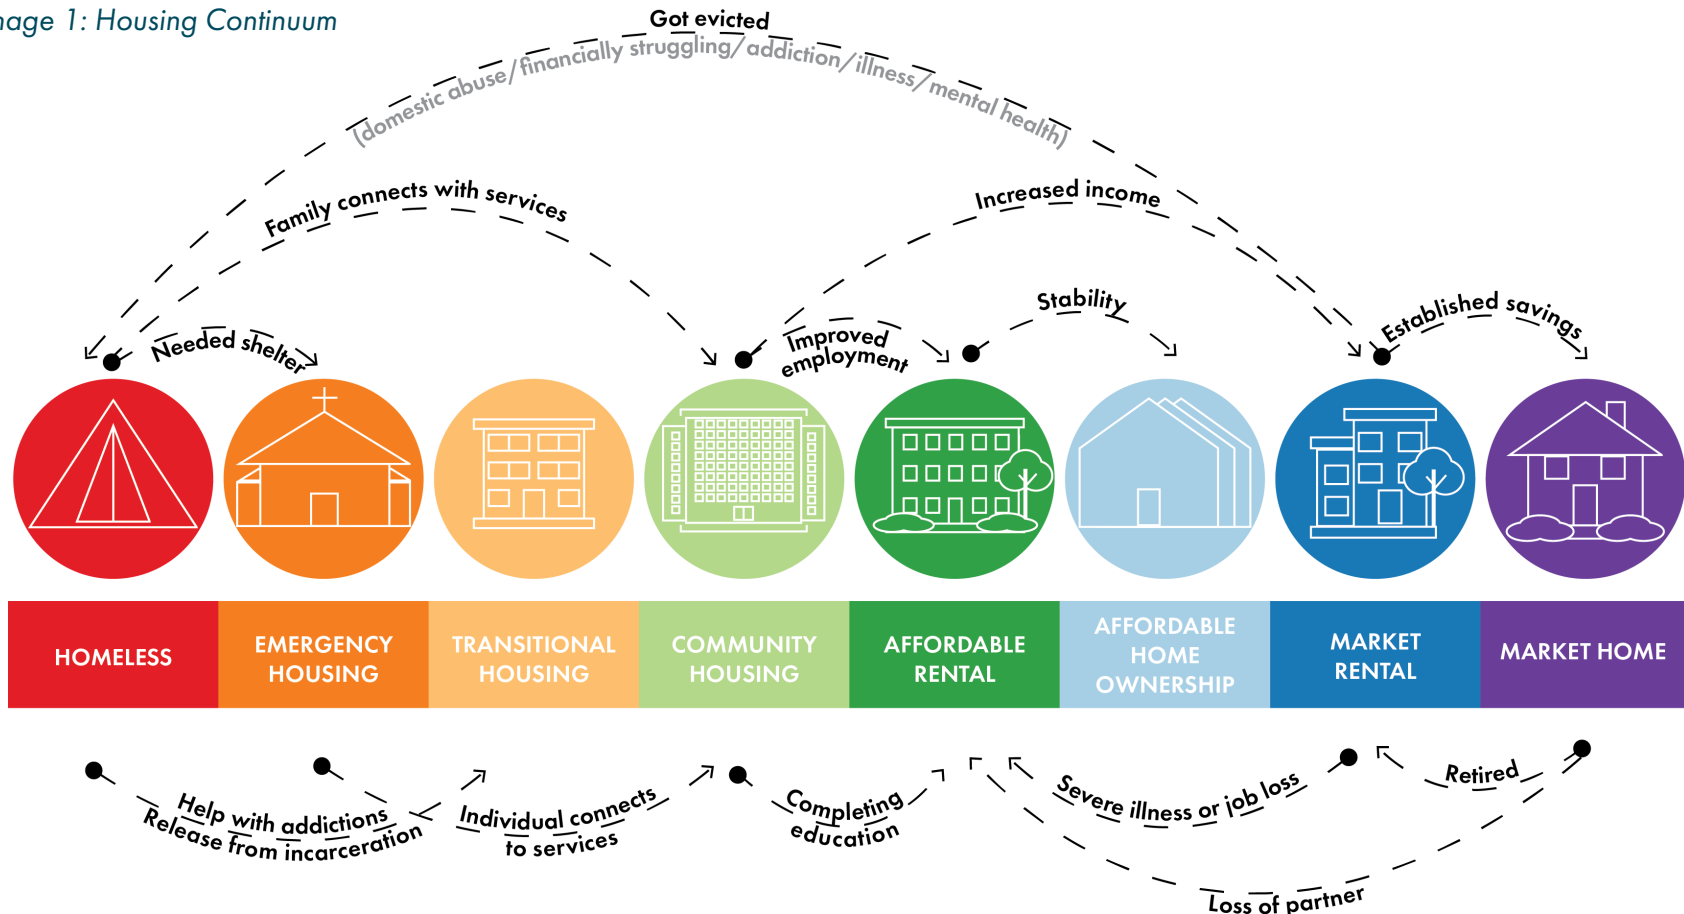 nage 1: Housing Continuum
Got evicted
(domestic abuse/financially struggling/addiction/illness/mental health)
Family connects with services
Increased income
Needed shelter
Improved
employment
Stability
Established savings
HOMELESS
EMERGENCY
HOUSING
TRANSITIONAL
HOUSING
COMMUNITY
HOUSING
AFFORDABLE
RENTAL
AFFORDABLE
HOME
OWNERSHIP
MARKET
RENTAL
MARKET HOME
Help with addictions
Release from incarceration
Individual connects
to services
Completing
education
Severe illness or job loss
Retired
Loss of partner